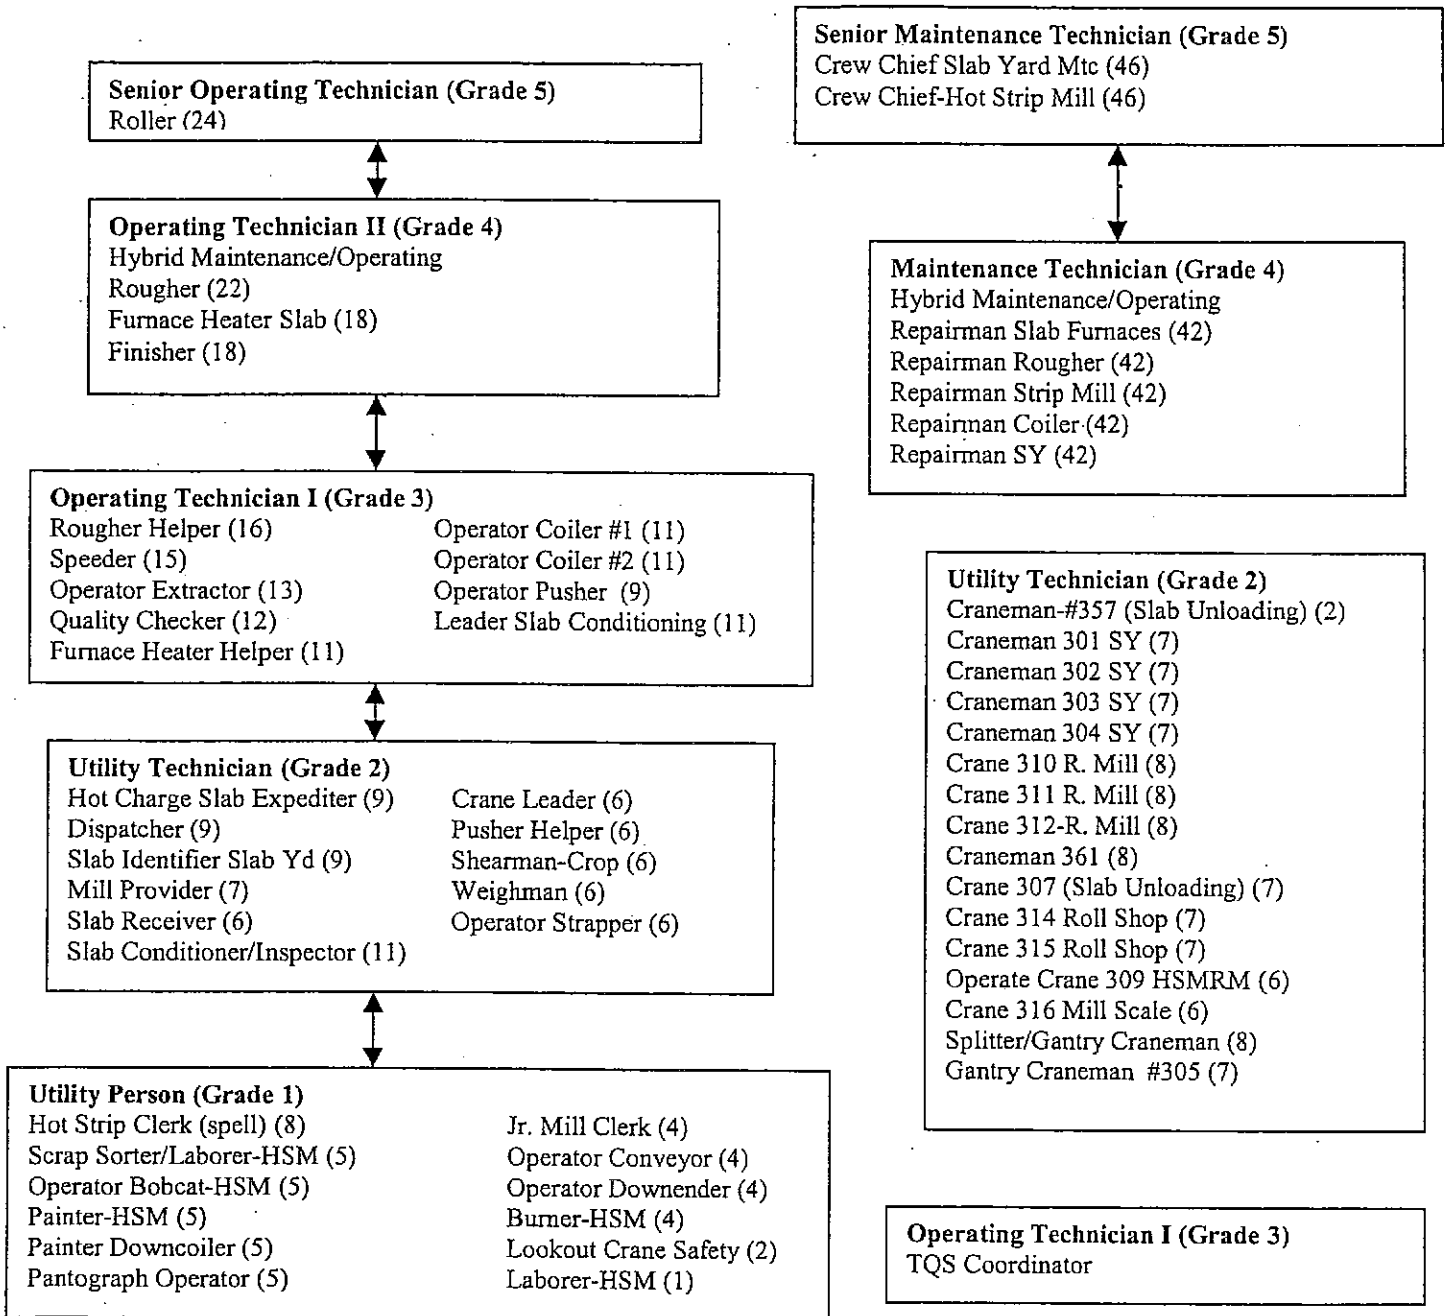 Senior Operating Technician (Grade 5)
Roller (24)
Operating Technician II (Grade 4)
Hybrid Maintenance/Operating
Rougher (22)
Furnace Heater Slab (18)
Finisher (18)
Operating Technician I (Grade 3)
Rougher Helper (16)
Speeder (15)
Operator Extractor (13)
Quality Checker (12)
Furnace Heater Helper (11)
Operator Coiler #1 (11)
Operator Coiler #2 (11)
Operator Pusher (9)
Leader Slab Conditioning (11)
Utility Technician (Grade 2)
Hot Charge Slab Expediter (9)
Dispatcher (9)
Slab Identifier Slab Yd (9)
Mill Provider (7)
Slab Receiver (6)
Slab Conditioner/Inspector (11)
Crane Leader (6)
Pusher Helper (6)
Shearman-Crop (6)
Weighman (6)
Operator Strapper (6)
Utility Person (Grade 1)
Hot Strip Clerk (spell) (8)
Scrap Sorter/Laborer-HSM (5)
Operator Bobcat-HSM (5)
Painter-HSM (5)
Painter Downcoiler (5)
Pantograph Operator (5)
Jr. Mill Clerk (4)
Operator Conveyor (4)
Operator Downender (4)
Burner-HSM (4)
Lookout Crane Safety (2)
Laborer-HSM (1)
Senior Maintenance Technician (Grade 5)
Crew Chief Slab Yard Mtc (46)
Crew Chief-Hot Strip Mill (46)
Maintenance Technician (Grade 4)
Hybrid Maintenance/Operating
Repairman Slab Furnaces (42)
Repairman Rougher (42)
Repairman Strip Mill (42)
Repairman Coiler (42)
Repairman SY (42)
Utility Technician (Grade 2)
Craneman-#357 (Slab Unloading) (2)
Craneman 301 SY (7)
Craneman 302 SY (7)
Craneman 303 SY (7)
Craneman 304 SY (7)
Crane 310 R. Mill (8)
Crane 311 R. Mill (8)
Crane 312-R. Mill (8)
Craneman 361 (8)
Crane 307 (Slab Unloading) (7)
Crane 314 Roll Shop (7)
Crane 315 Roll Shop (7)
Operate Crane 309 HSMRM (6)
Crane 316 Mill Scale (6)
Splitter/Gantry Craneman (8)
Gantry Craneman #305 (7)
Operating Technician I (Grade 3)
TQS Coordinator